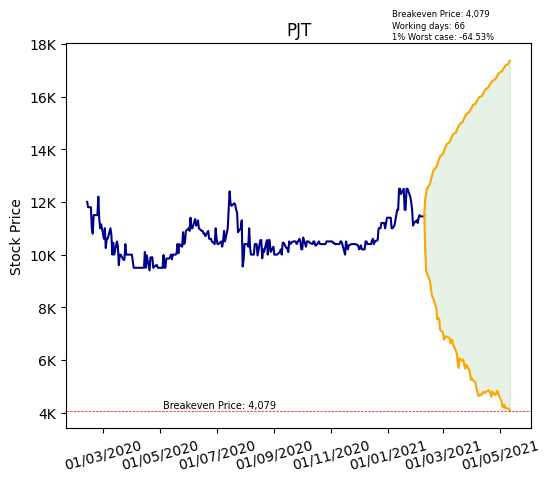 Breakeven Price: 4,079
Working days: 66
1% Worst case: -64.53%
PJT
18K
16K
14K
12K
10K
8K
6K
4K
Stock Price
Breakeven Price: 4,079
01/03/2020
01/05/2020
01/07/2020
01/09/2020
01/11/2020
01/01/2021
01/03/2021
01/05/2021